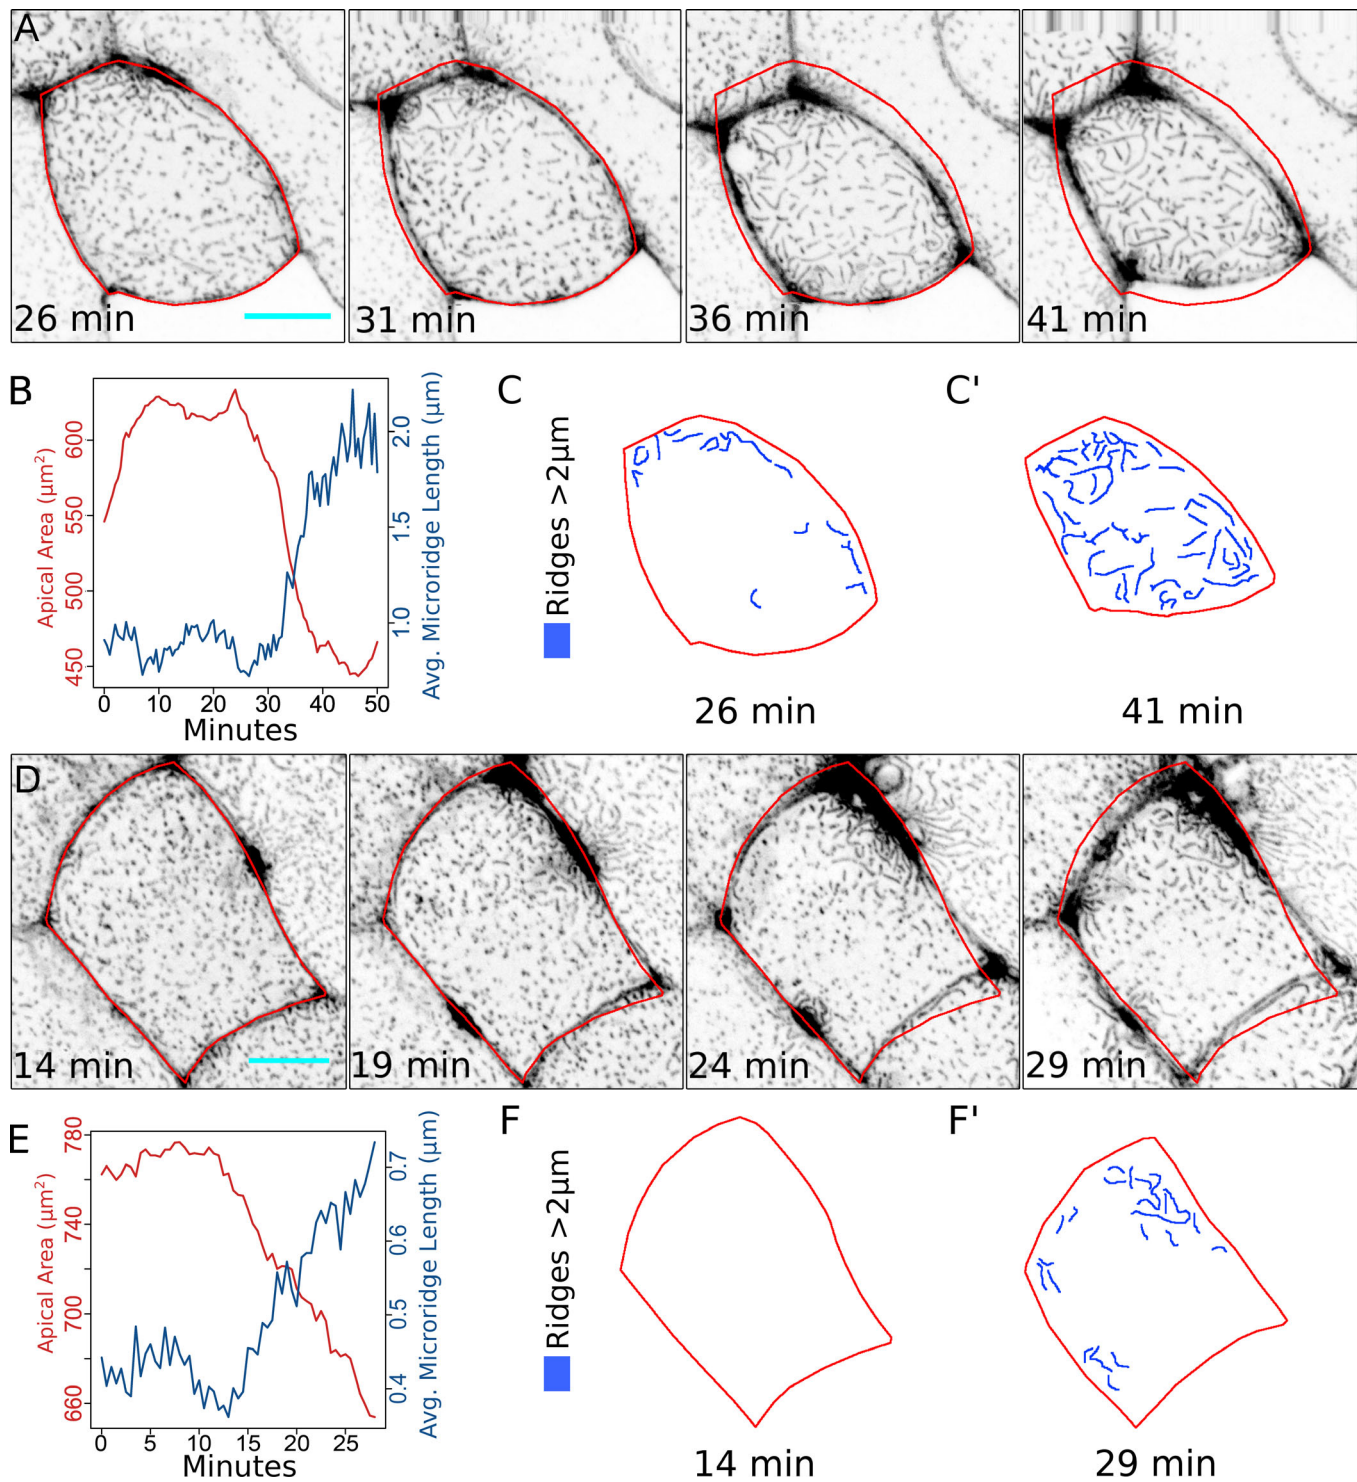 A
26 min
31 min
36 min
41 min
B
Apical Area (µm²)
450
500
550
600
0
10
20
30
40
50
Minutes
1.0
1.5
2.0
Avg. Microridge Length (µm)
C
Ridges >2µm
26 min
C'
41 min
D
14 min
19 min
24 min
29 min
E
Apical Area (µm²)
660
700
740
780
0
5
10
15
20
25
Minutes
0.4
0.5
0.6
0.7
Avg. Microridge Length (µm)
F
Ridges >2µm
14 min
F'
29 min